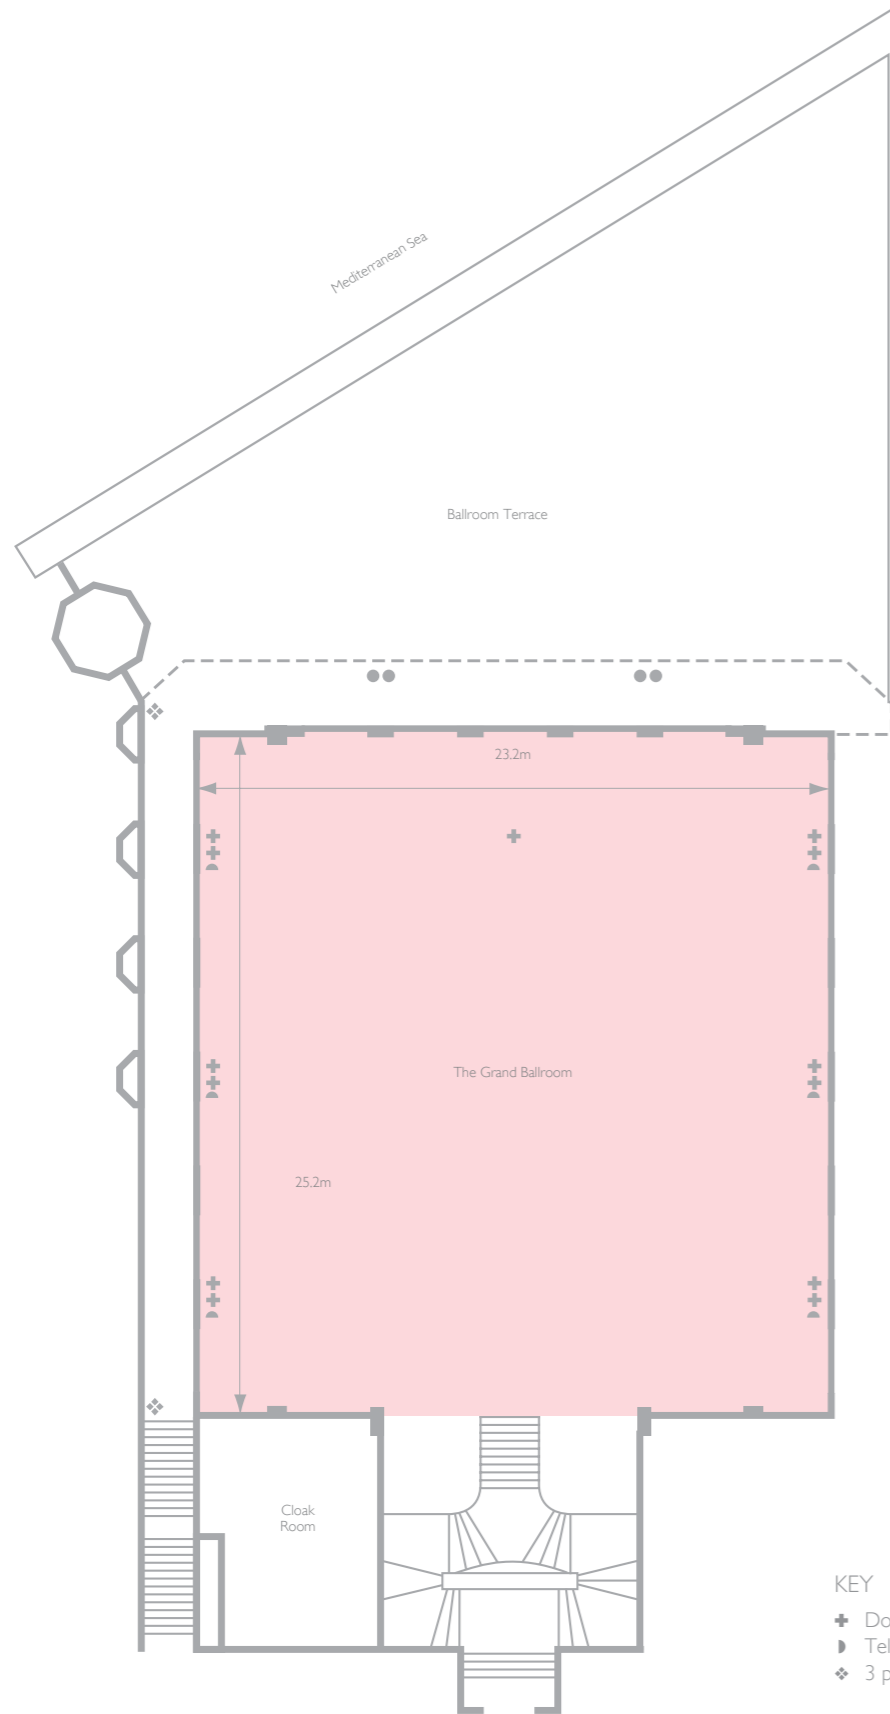 Mediterranean Sea
Ballroom Terrace
23.2m
The Grand Ballroom
25.2m
Cloak
Room
KEY